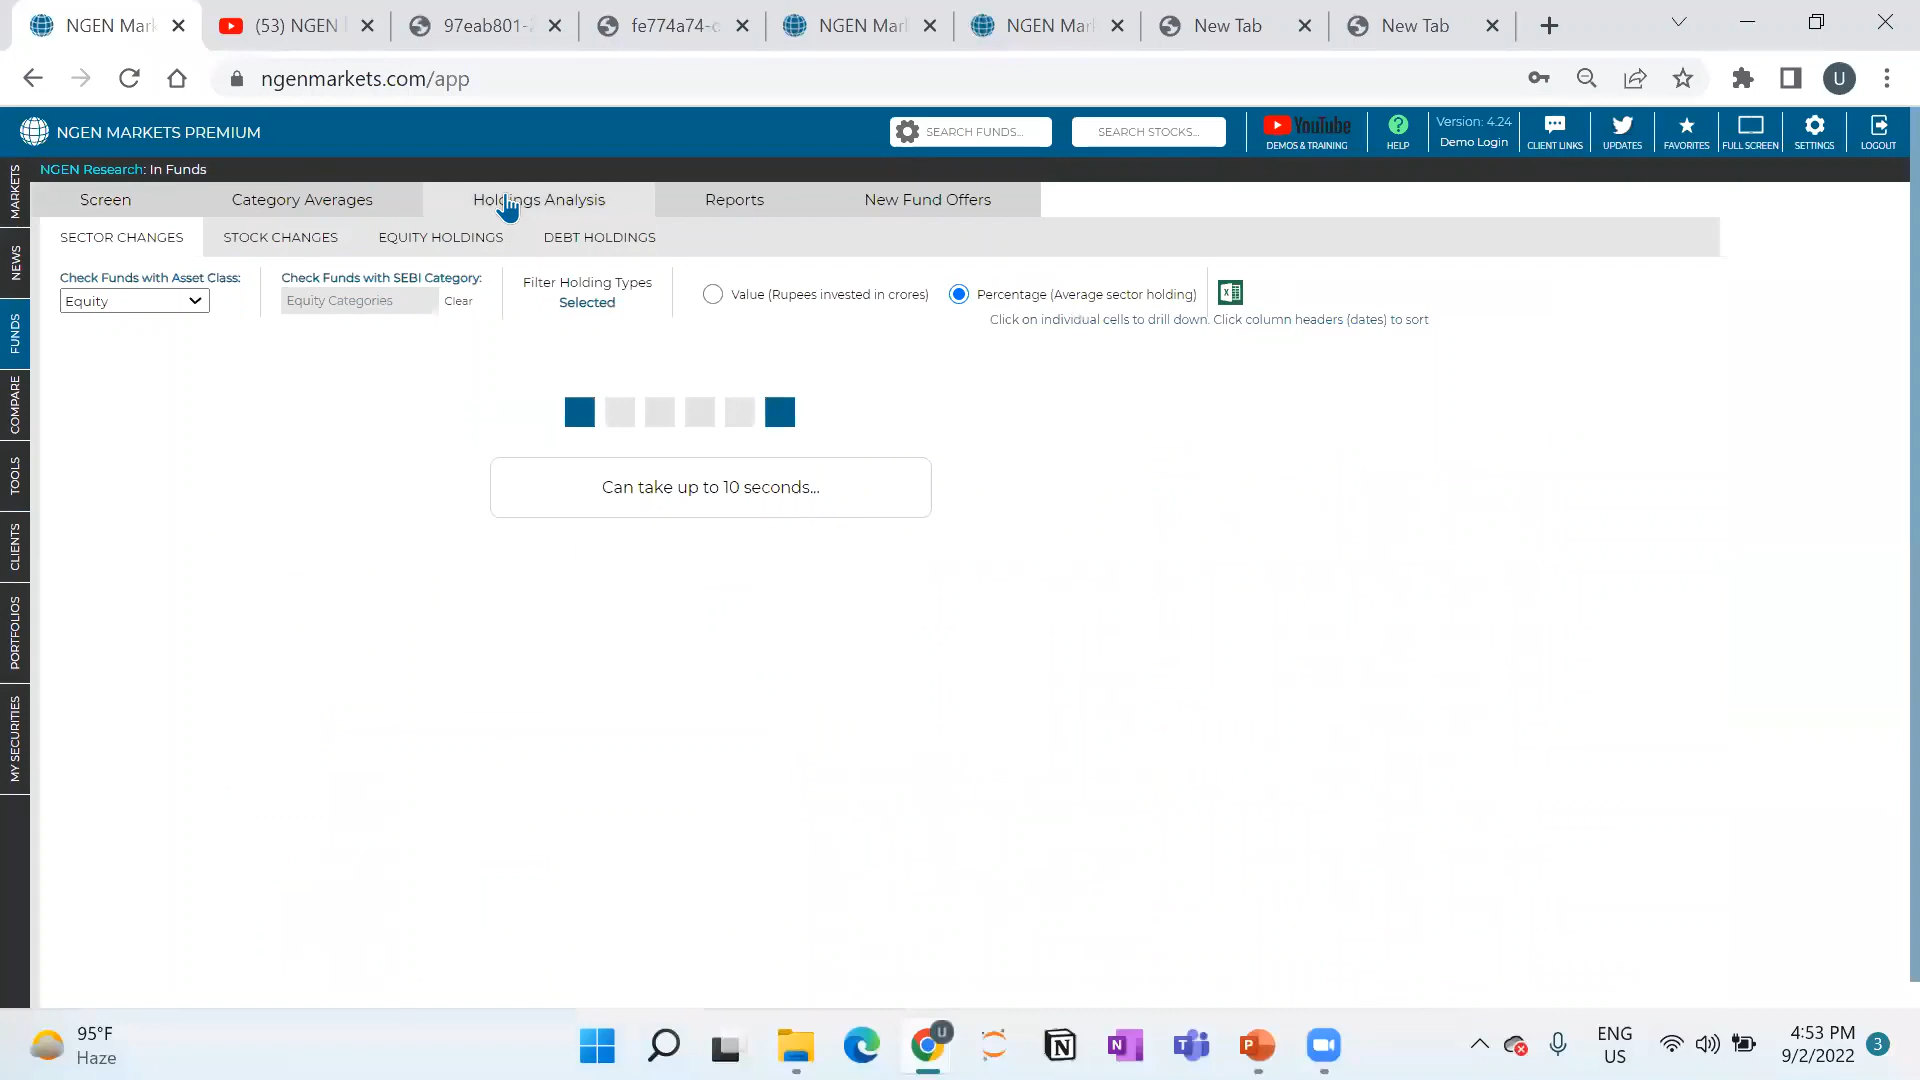 NGEN Mark
(53) NGEN
97eab801-
fe774a74-
NGEN Mar
NGEN Mar
New Tab
New Tab
ngenmarkets.com/app
U
NGEN MARKETS PREMIUM
SEARCH FUNDS...
SEARCH STOCKS...
YouTube
DEMOS & TRAINING
HELP
Version: 4.24
Demo Login
CLIENT LINKS
UPDATES
FAVORITES
FULL SCREEN
SETTINGS
LOGOUT
NGEN Research: In Funds
MARKETS
NEWS
FUNDS
COMPARE
TOOLS
CLIENTS
PORTFOLIOS
MY SECURITIES
Screen
Category Averages
Holdings Analysis
Reports
New Fund Offers
SECTOR CHANGES
STOCK CHANGES
EQUITY HOLDINGS
DEBT HOLDINGS
Check Funds with Asset Class:
Equity
Check Funds with SEBI Category:
Equity Categories
Clear
Filter Holding Types
Selected
Value (Rupees invested in crores)
Percentage (Average sector holding)
Click on individual cells to drill down. Click column headers (dates) to sort
Can take up to 10 seconds...
95°F
Haze
U
ENG
US
4:53 PM
9/2/2022
3